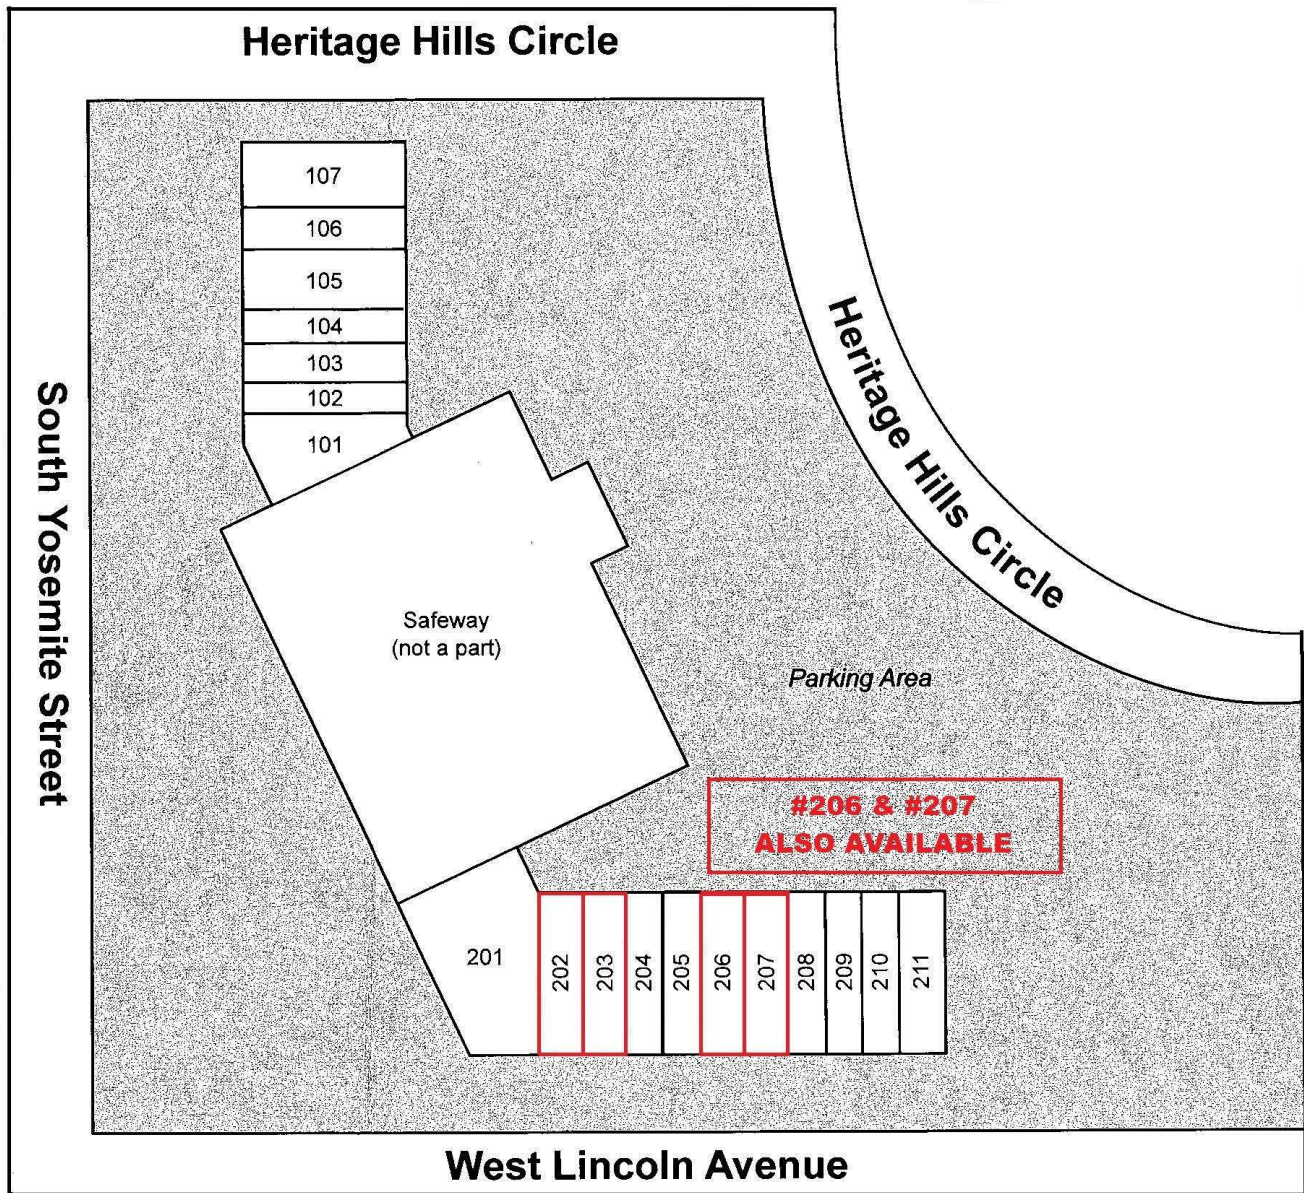 Heritage Hills Circle
107
106
105
104
103
102
101
South Yosemite Street
Heritage Hills Circle
Safeway
(not a part)
Parking Area
#206 & #207
ALSO AVAILABLE
201
202
203
204
205
206
207
208
209
210
211
West Lincoln Avenue